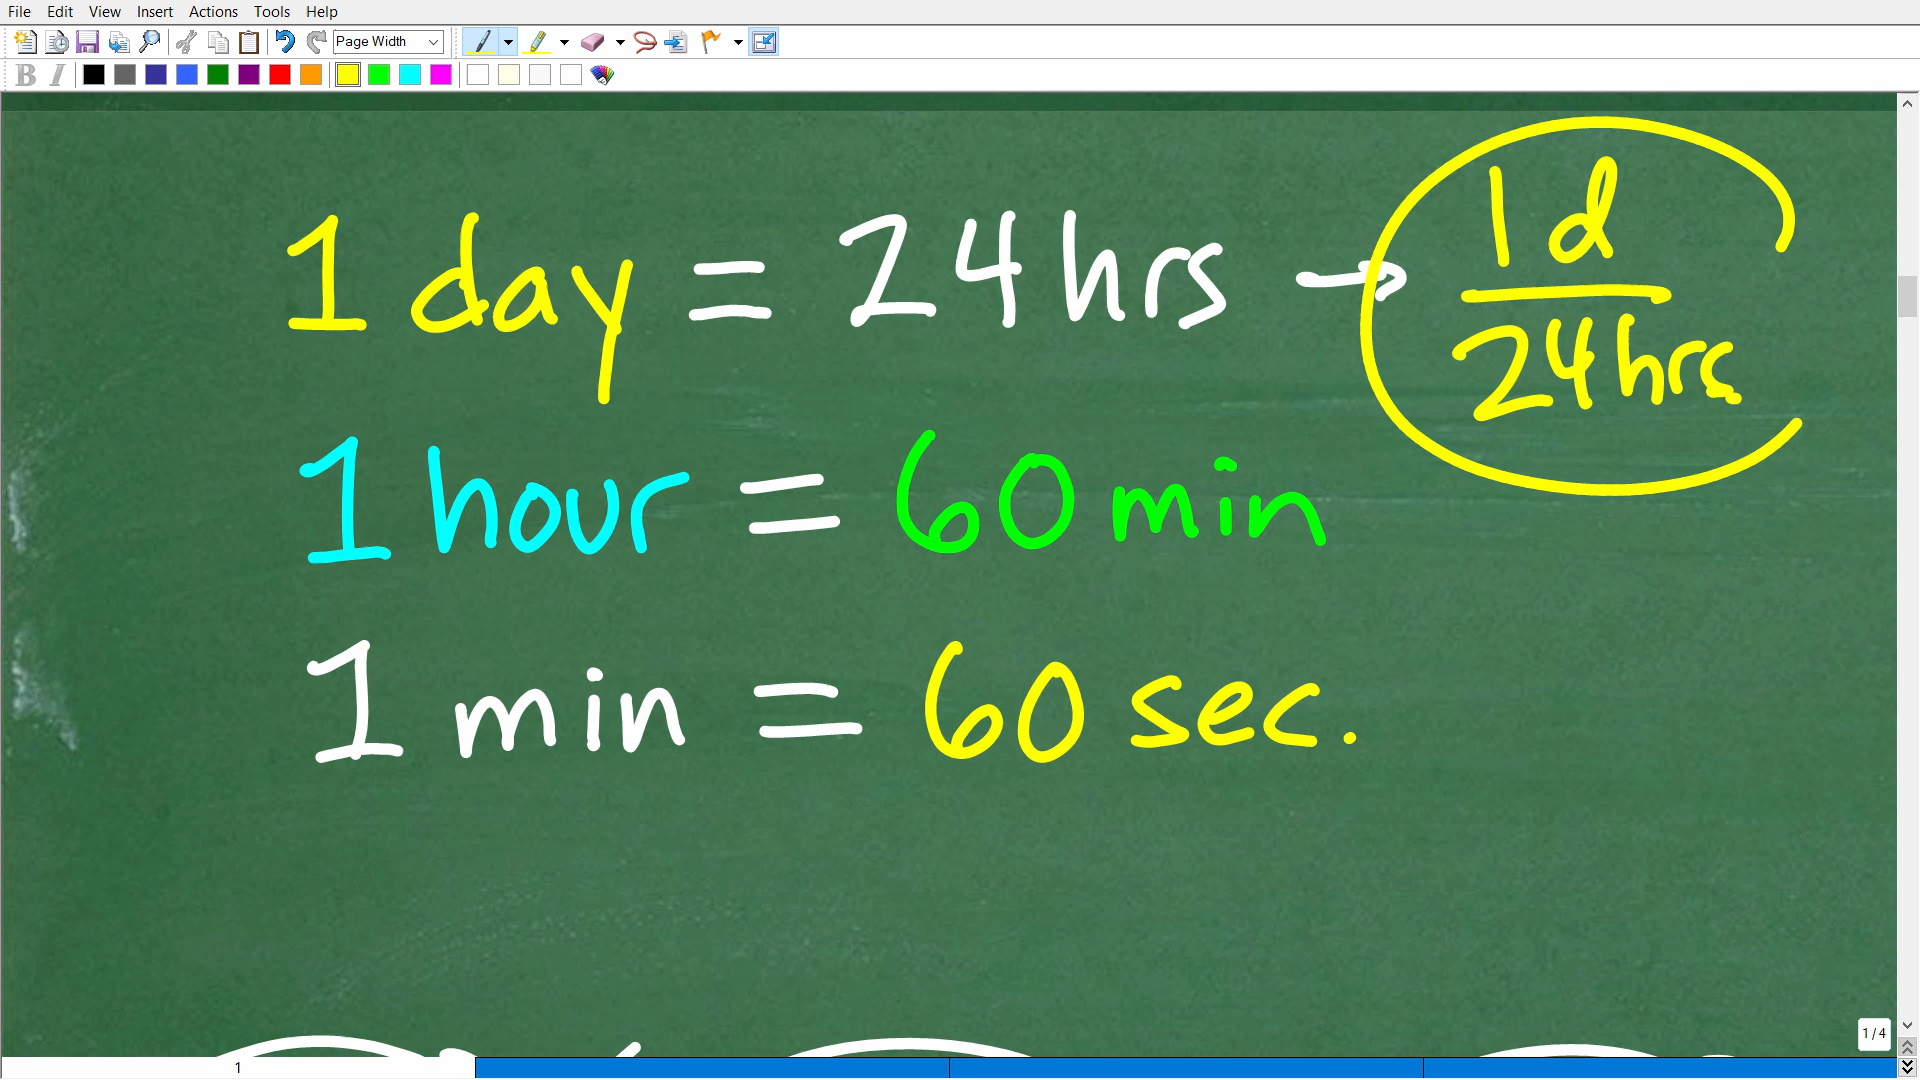 File Edit View Insert Actions Tools Help
Page Width
B I
1 day = 24 hrs → 1 d
24 hrs
1 hour = 60 min
1 min = 60 sec.
1 / 4
1